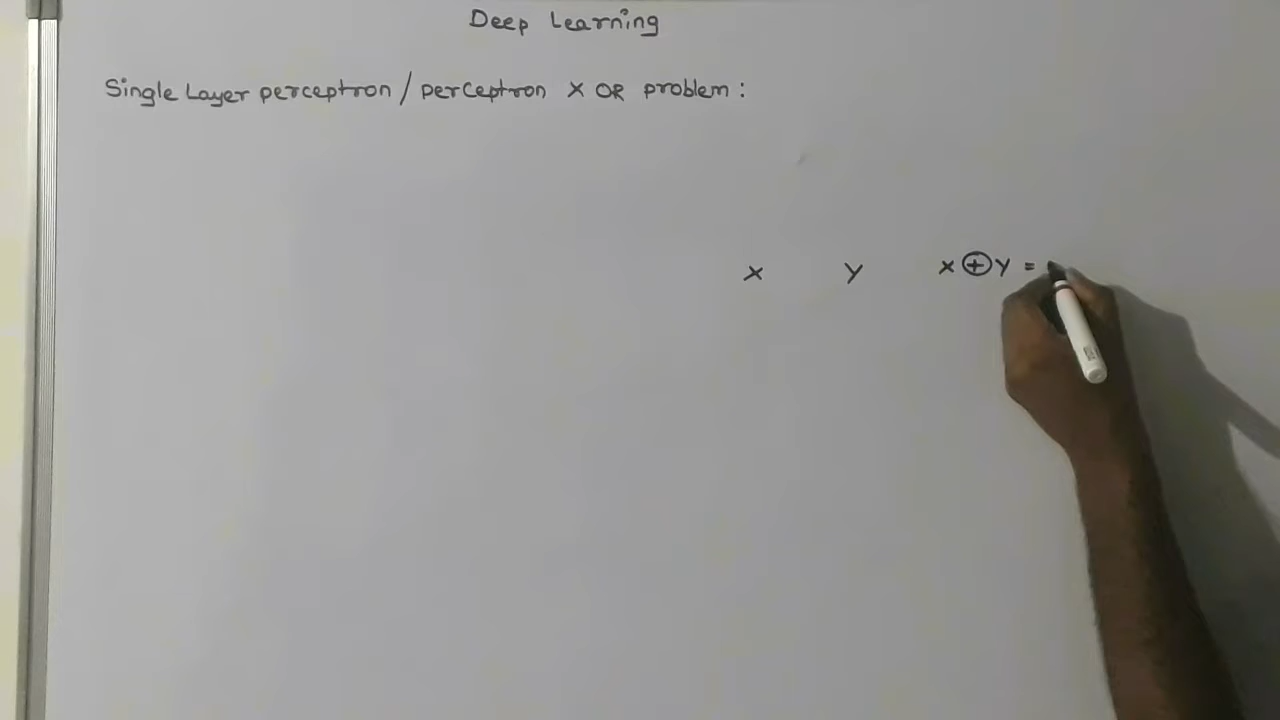 Deep Learning
Single Layer perceptron / perceptron X OR problem :
X Y X ⊕ Y =